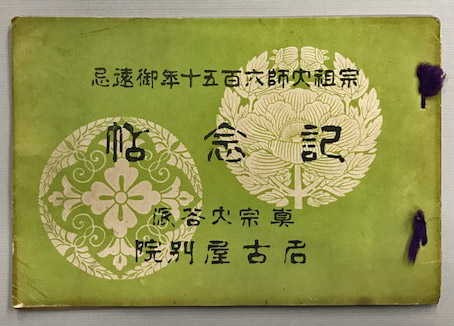 宗祖大師六百五十年御遠忌
記念帖
眞宗大谷派
名古屋別院